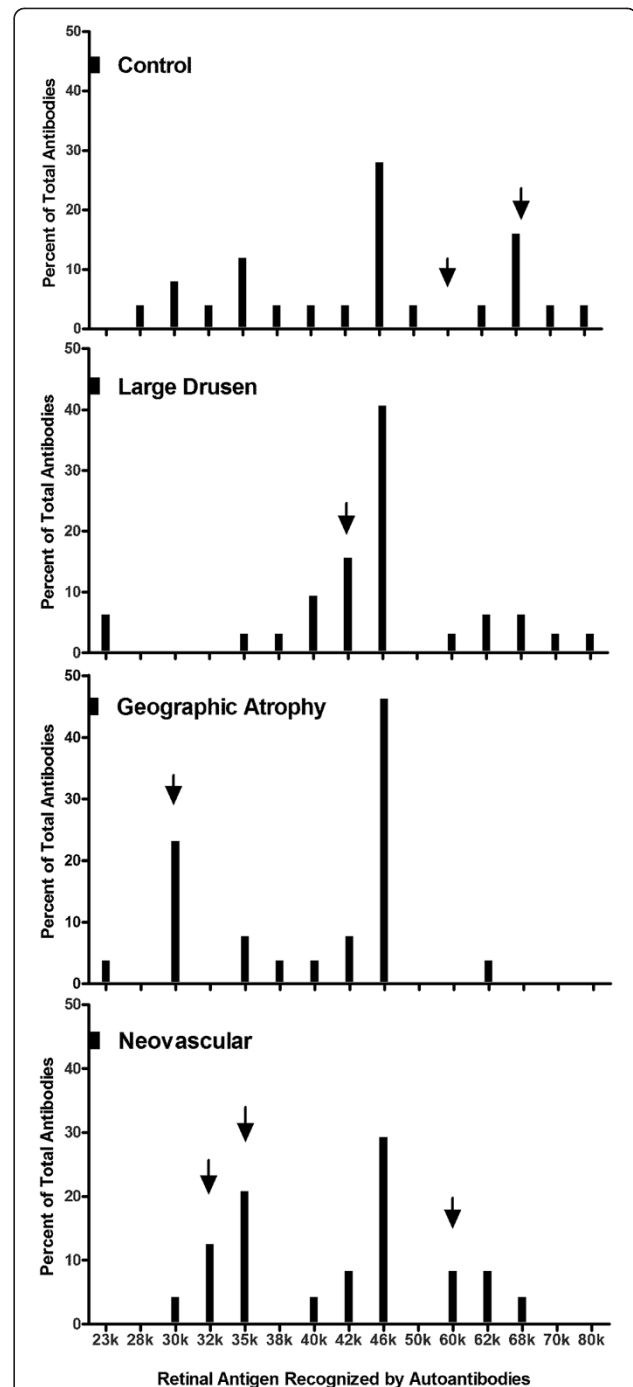 50
40
30
20
10
0
Percent of Total Antibodies
Control
50
40
30
20
10
0
Percent of Total Antibodies
Large Drusen
50
40
30
20
10
0
Percent of Total Antibodies
Geographic Atrophy
50
40
30
20
10
0
Percent of Total Antibodies
Neovascular
23k 28k 30k 32k 35k 38k 40k 42k 46k 50k 60k 62k 68k 70k 80k
Retinal Antigen Recognized by Autoantibodies